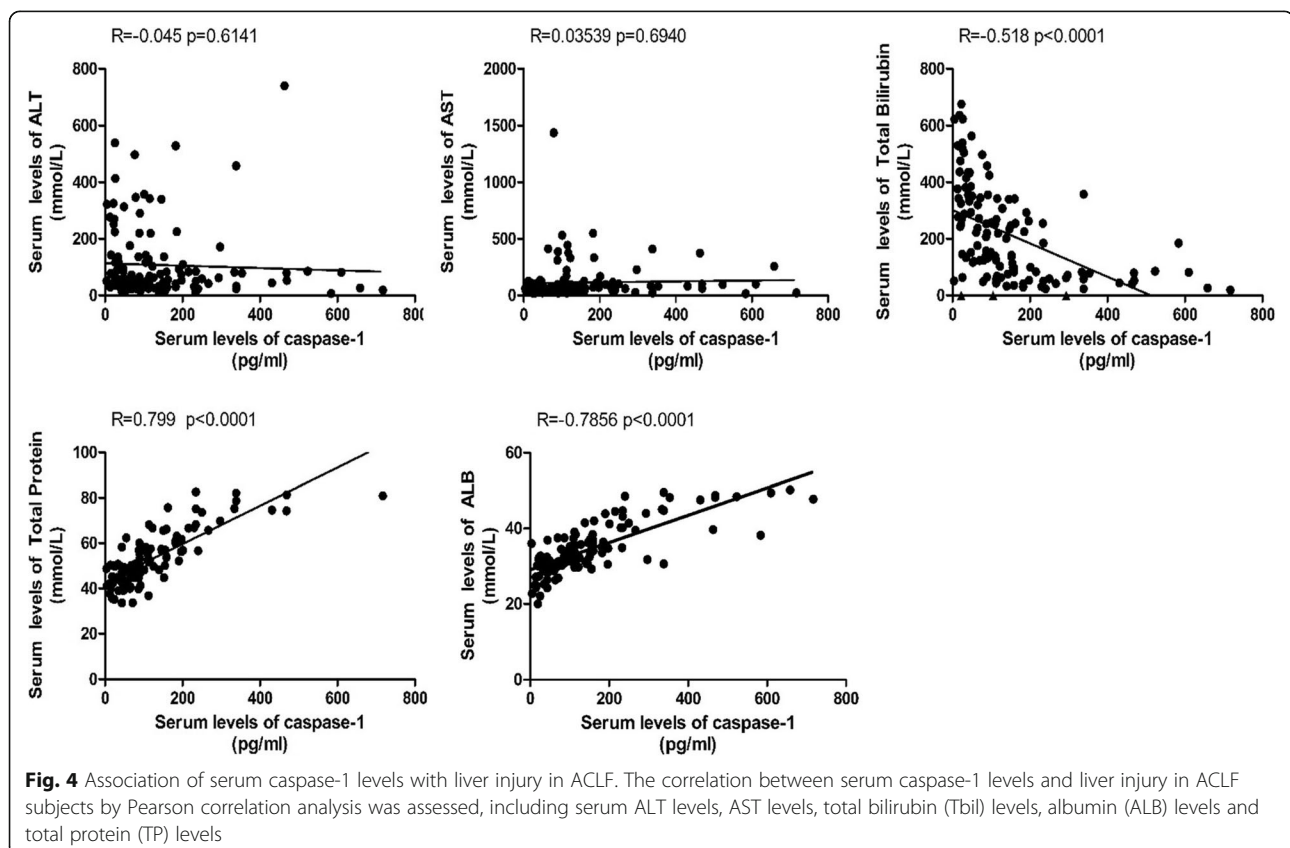 R=-0.045 p=0.6141
Serum levels of ALT
(mmol/L)
800
600
400
200
0
0 200 400 600 800
Serum levels of caspase-1
(pg/ml)
R=0.03539 p=0.6940
Serum levels of AST
(mmol/L)
2000
1500
1000
500
0
0 200 400 600 800
Serum levels of caspase-1
(pg/ml)
R=-0.518 p<0.0001
Serum levels of Total Bilirubin
(mmol/L)
800
600
400
200
0
0 200 400 600 800
Serum levels of caspase-1
(pg/ml)
R=0.799 p<0.0001
Serum levels of Total Protein
(mmol/L)
100
80
60
40
20
0
0 200 400 600 800
Serum levels of caspase-1
(pg/ml)
R=-0.7856 p<0.0001
Serum levels of ALB
(mmol/L)
60
40
20
0
0 200 400 600 800
Serum levels of caspase-1
(pg/ml)
Fig. 4 Association of serum caspase-1 levels with liver injury in ACLF. The correlation between serum caspase-1 levels and liver injury in ACLF
subjects by Pearson correlation analysis was assessed, including serum ALT levels, AST levels, total bilirubin (Tbil) levels, albumin (ALB) levels and
total protein (TP) levels